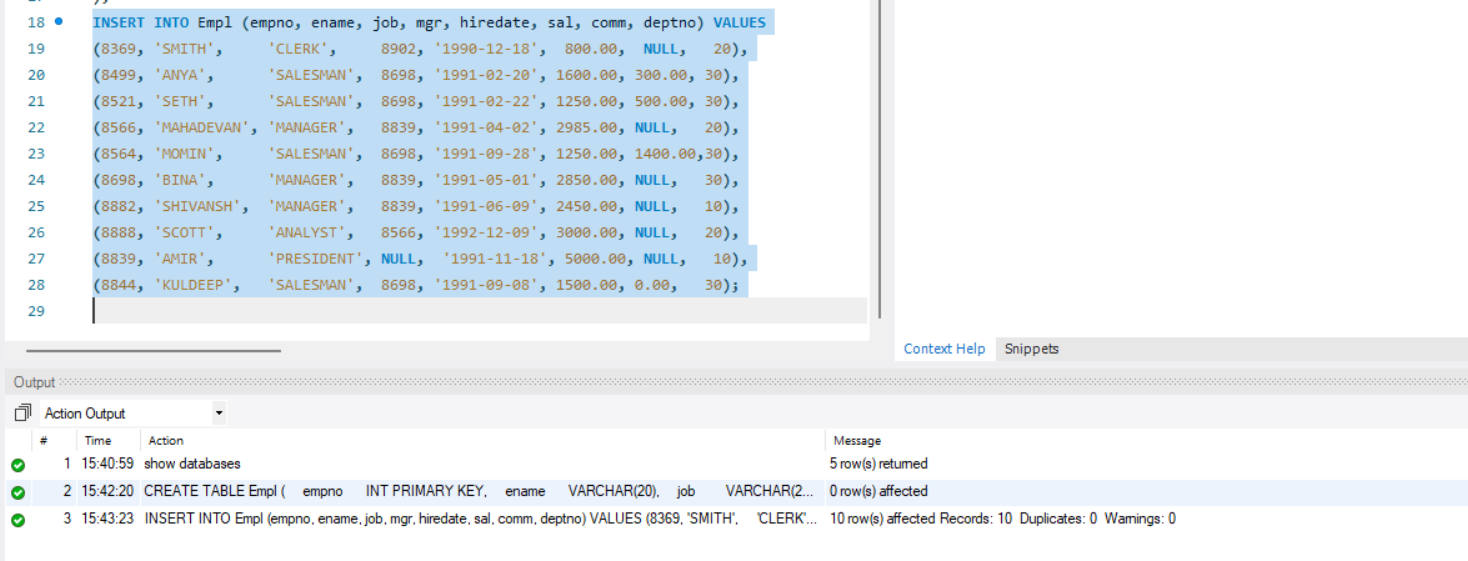 18 INSERT INTO Empl (empno, ename, job, mgr, hiredate, sal, comm, deptno) VALUES
19 (8369, 'SMITH', 'CLERK', 8902, '1990-12-18', 800.00, NULL, 20),
20 (8499, 'ANYA', 'SALESMAN', 8698, '1991-02-20', 1600.00, 300.00, 30),
21 (8521, 'SETH', 'SALESMAN', 8698, '1991-02-22', 1250.00, 500.00, 30),
22 (8566, 'MAHADEVAN', 'MANAGER', 8839, '1991-04-02', 2985.00, NULL, 20),
23 (8564, 'MOMIN', 'SALESMAN', 8698, '1991-09-28', 1250.00, 1400.00,30),
24 (8698, 'BINA', 'MANAGER', 8839, '1991-05-01', 2850.00, NULL, 30),
25 (8882, 'SHIVANSH', 'MANAGER', 8839, '1991-06-09', 2450.00, NULL, 10),
26 (8888, 'SCOTT', 'ANALYST', 8566, '1992-12-09', 3000.00, NULL, 20),
27 (8839, 'AMIR', 'PRESIDENT', NULL, '1991-11-18', 5000.00, NULL, 10),
28 (8844, 'KULDEEP', 'SALESMAN', 8698, '1991-09-08', 1500.00, 0.00, 30);
29
Context Help Snippets
Output
Action Output
# Time Action Message
1 15:40:59 show databases 5 row(s) returned
2 15:42:20 CREATE TABLE Empl ( empno INT PRIMARY KEY, ename VARCHAR(20), job VARCHAR(2... 0 row(s) affected
3 15:43:23 INSERT INTO Empl (empno, ename, job, mgr, hiredate, sal, comm, deptno) VALUES (8369, 'SMITH', 'CLERK'... 10 row(s) affected Records: 10 Duplicates: 0 Warnings: 0